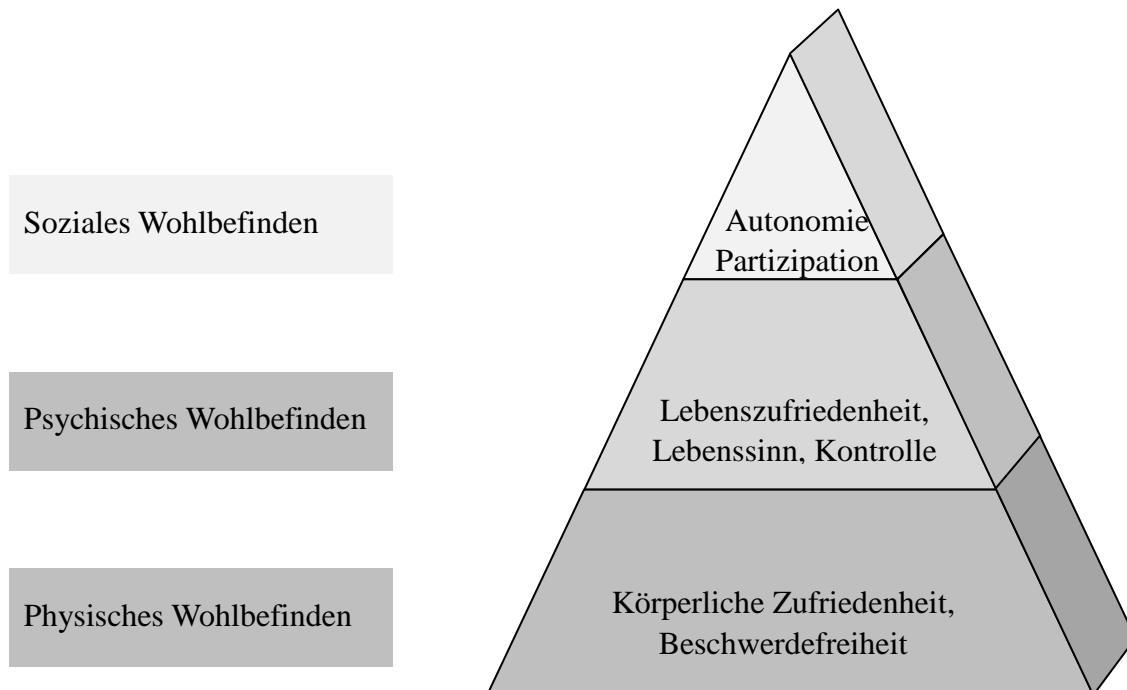 Soziales Wohlbefinden
Autonomie
Partizipation
Psychisches Wohlbefinden
Lebenszufriedenheit,
Lebenssinn, Kontrolle
Physisches Wohlbefinden
Körperliche Zufriedenheit,
Beschwerdefreiheit